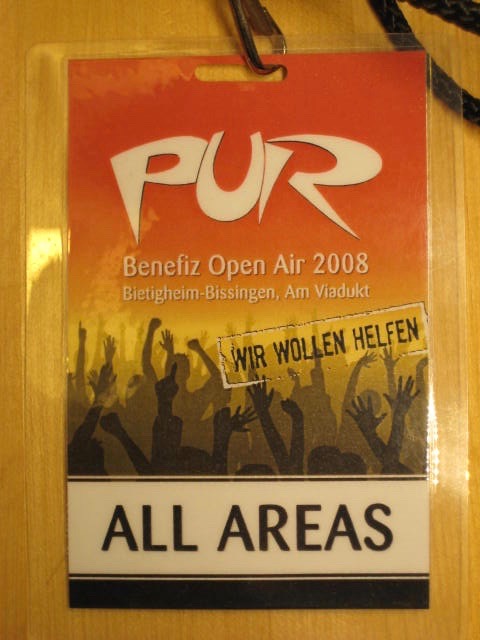 PUR
Benefiz Open Air 2008
Bietigheim-Bissingen, Am Viadukt
WIR WOLLEN HELFEN
ALL AREAS